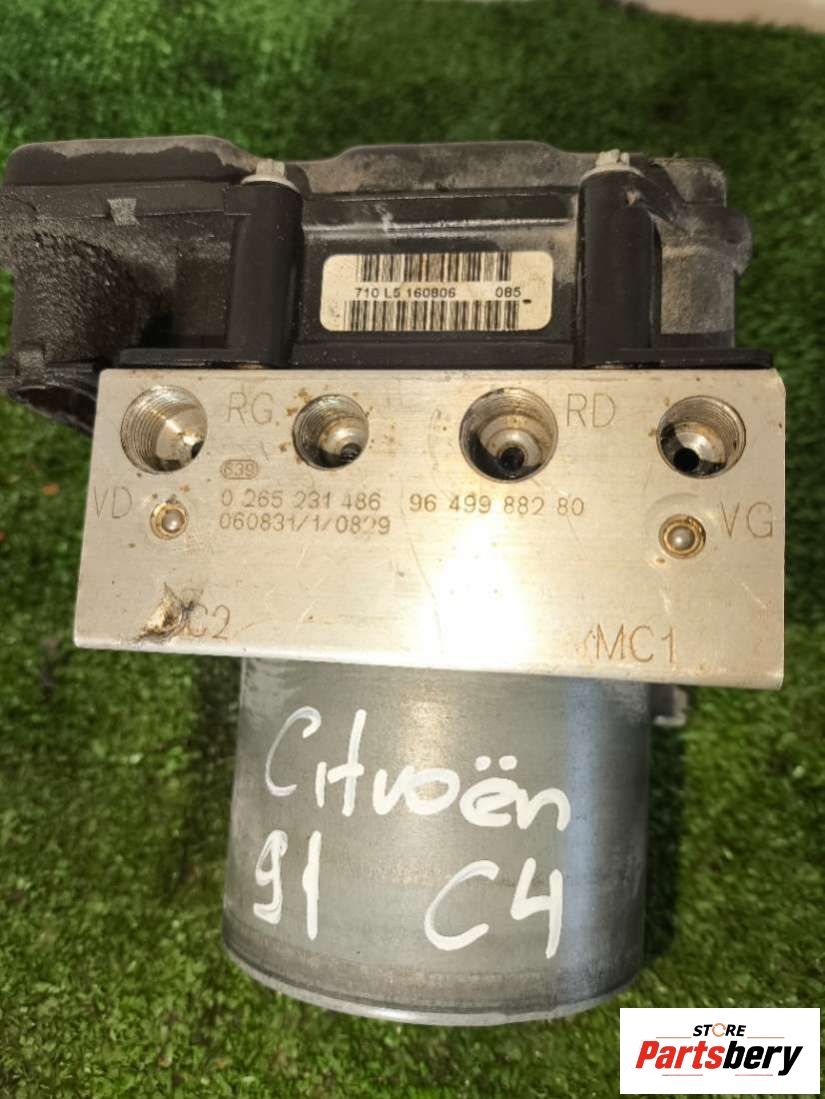 710 L5 160806 085
RG RD
639
VD 0 265 231 486 96 499 882 80 VG
060831/1/0829
C2 MC1
Citroën
91 C4
STORE
Partsbery